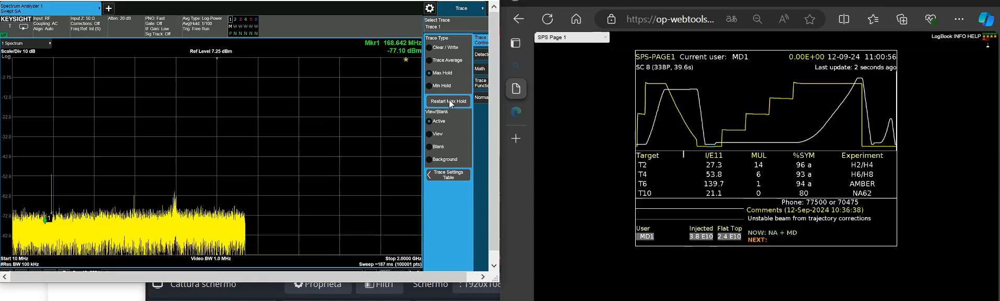 Spectrum Analyzer 1
Swept SA
+
Trace
KEYSIGHT
T
LXI
Input: RF
Coupling: AC
Align: Auto
Input Z: 50 Ω
Corrections: Off
Freq Ref: Int (S)
Atten: 20 dB
PNO: Fast
Gate: Off
IF Gain: Low
Sig Track: Off
Avg Type: Log-Power
Avg|Hold: 1/100
Trig: Free Run
1 2 3 4 5 6
M W W W W W
P N N N N N
Select Trace
Trace 1
1 Spectrum
Scale/Div 10 dB
Ref Level 7.25 dBm
Mkr1 168.642 MHz
-77.10 dBm
Log
-2.75
-12.8
-22.8
-32.8
-42.8
-52.8
-62.8
-72.8
-82.8
1
Start 10 MHz
#Res BW 100 kHz
Video BW 1.0 MHz
Stop 2.0000 GHz
Sweep ~187 ms (100001 pts)
Trace Type
Clear / Write
Trace Average
Max Hold
Min Hold
Restart Max Hold
View/Blank
Active
View
Blank
Background
Trace Settings
Table
Trace
Contro
Detecto
Math
Trace
Functio
Norma
Cattura schermo
Proprietà
Filtri
Schermo
: 1920x108
https://op-webtools...
SPS Page 1
LogBook INFO HELP
SPS-PAGE1 Current user: MD1 0.00E+00 12-09-24 11:00:56
SC 8 (33BP, 39.6s) Last update: 2 seconds ago
Target I/E11 MUL %SYM Experiment
T2 27.3 14 96 a H2/H4
T4 53.8 6 93 a H6/H8
T6 139.7 1 94 a AMBER
T10 21.1 0 80 NA62
Phone: 77500 or 70475
Comments (12-Sep-2024 10:36:38)
Unstable beam from trajectory corrections
User Injected Flat Top
MD1 3.8 E10 2.4 E10
NOW: NA + MD
NEXT: